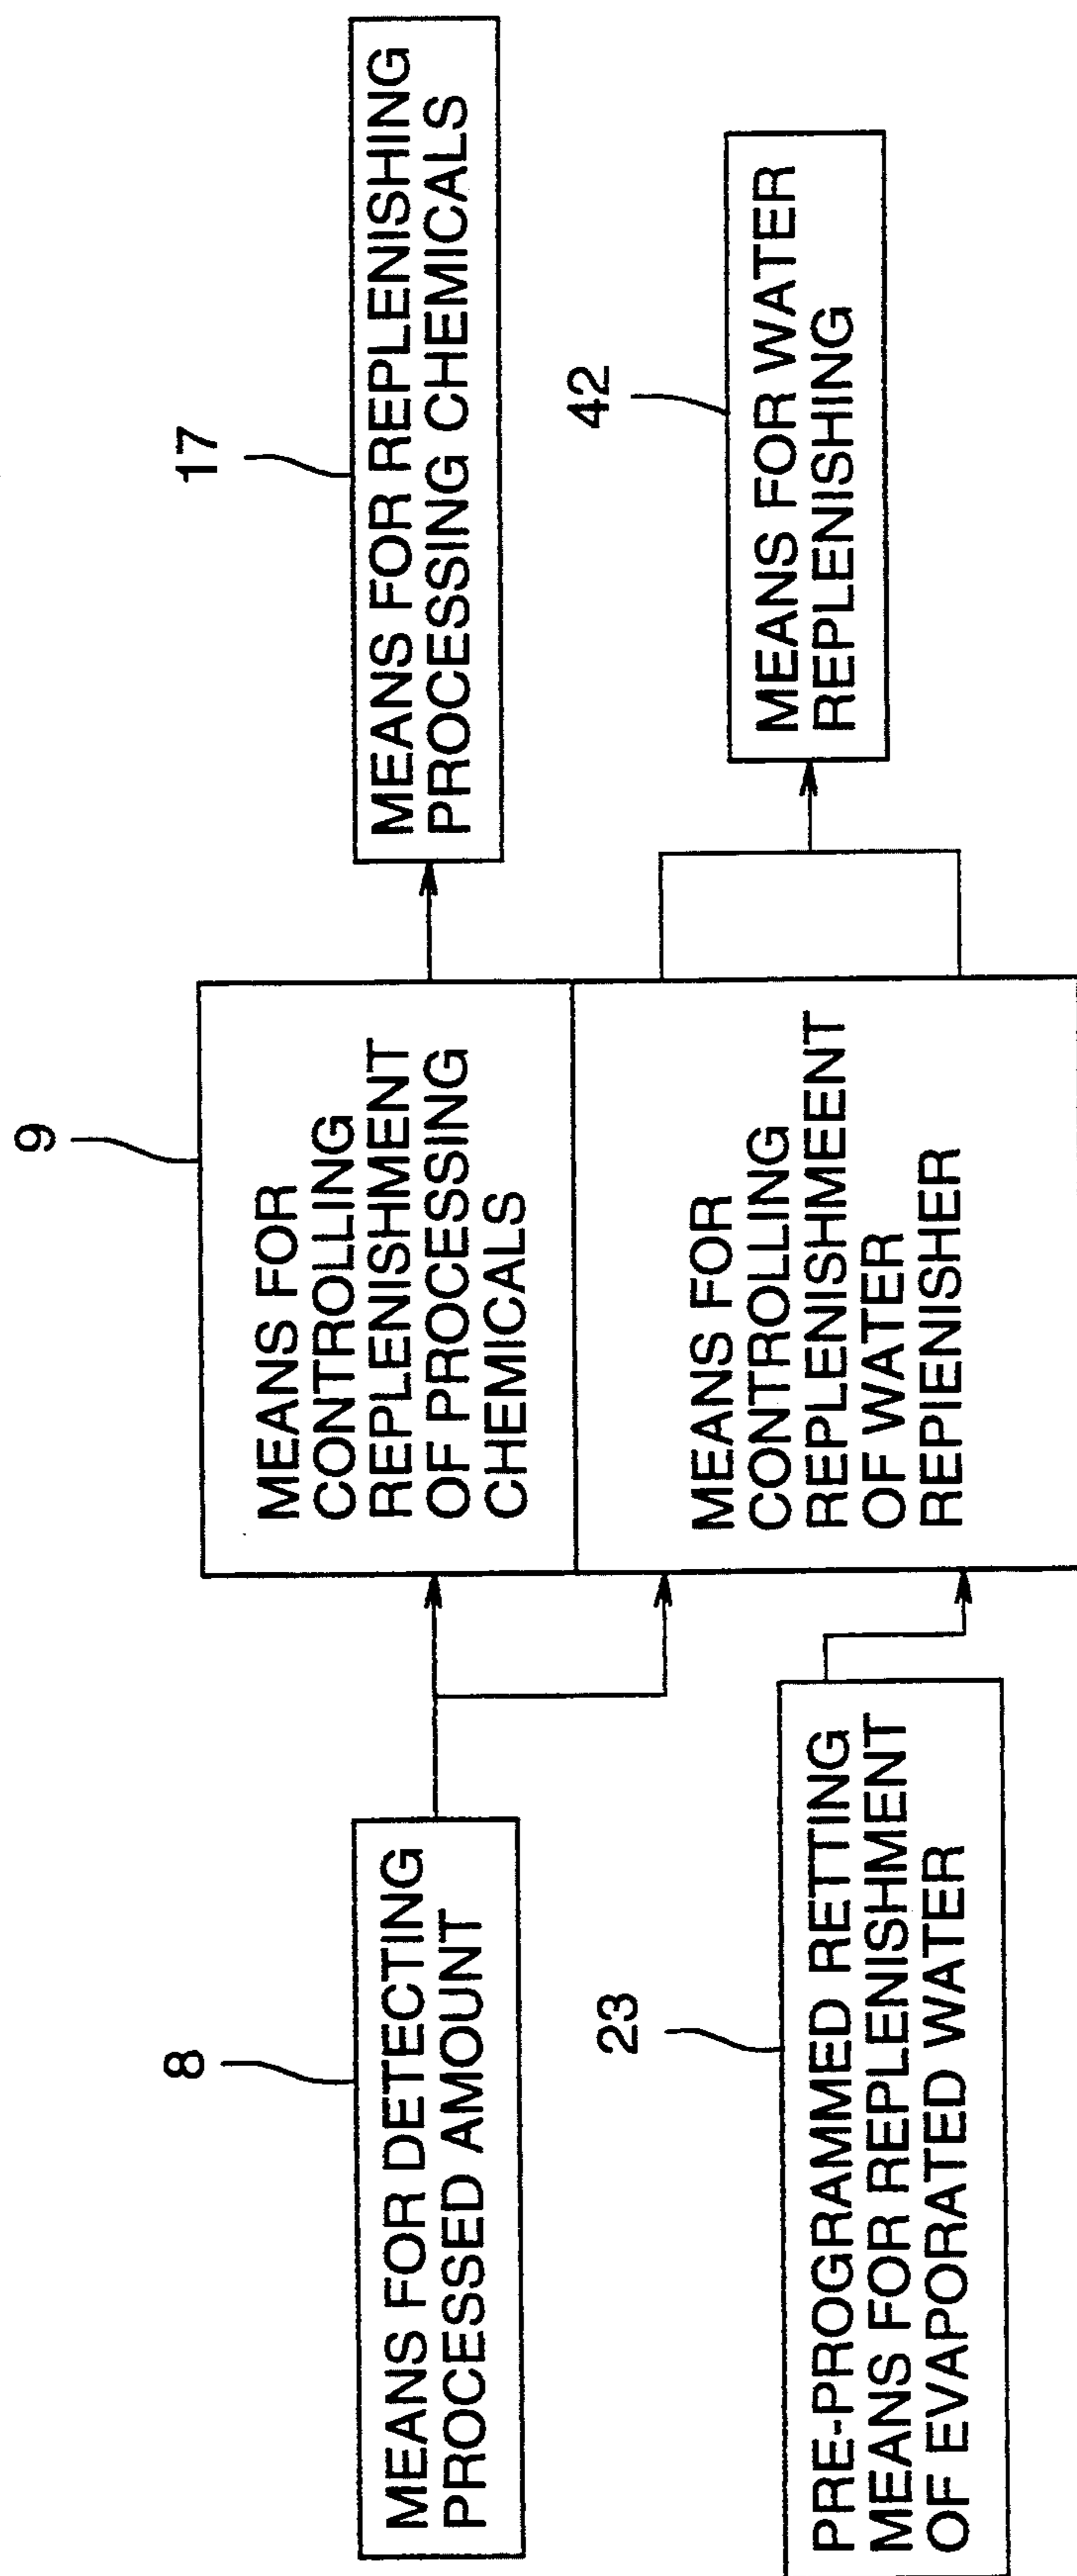 8
MEANS FOR DETECTING
PROCESSED AMOUNT
23
PRE-PROGRAMMED RETTING
MEANS FOR REPLENISHMENT
OF EVAPORATED WATER
9
MEANS FOR
CONTROLLING
REPLENISHMENT
OF PROCESSING
CHEMICALS
MEANS FOR
CONTROLLING
REPLENISHMEENT
OF WATER
REPIENISHER
17
MEANS FOR REPLENISHING
PROCESSING CHEMICALS
42
MEANS FOR WATER
REPLENISHING